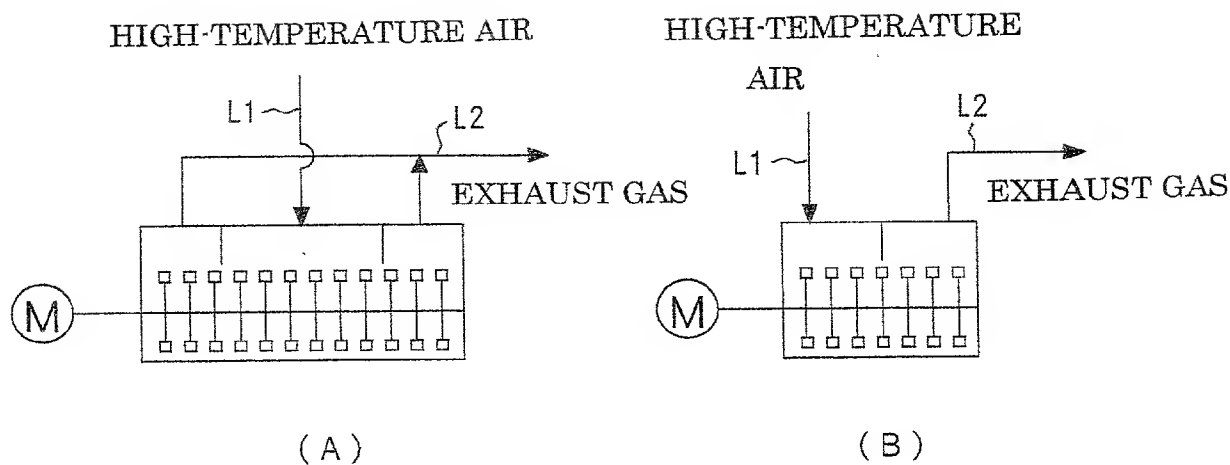 HIGH-TEMPERATURE AIR
L1
L2
EXHAUST GAS
M
(A)
HIGH-TEMPERATURE
AIR
L1
L2
EXHAUST GAS
M
(B)